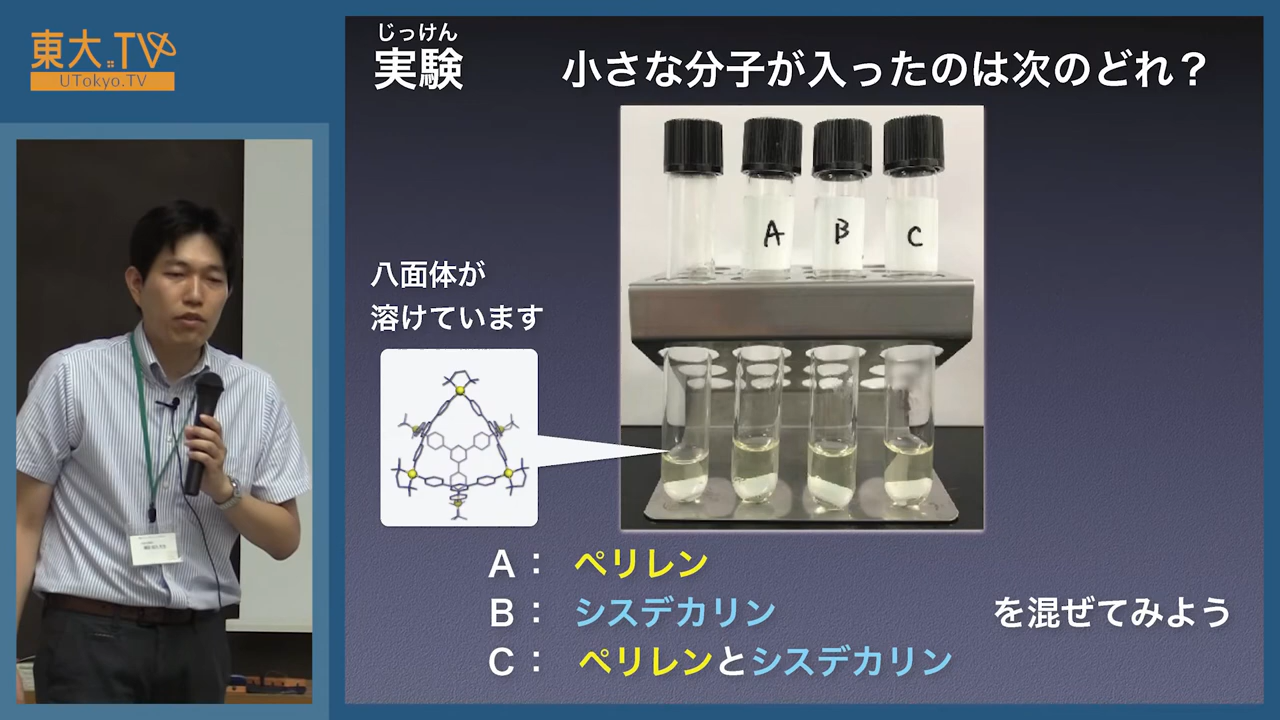 東大TV
UTokyo.TV
じっけん
実験
小さな分子が入ったのは次のどれ？
A
B
C
八面体が
溶けています
A： ペリレン
B： シスデカリン
を混ぜてみよう
C： ペリレンとシスデカリン